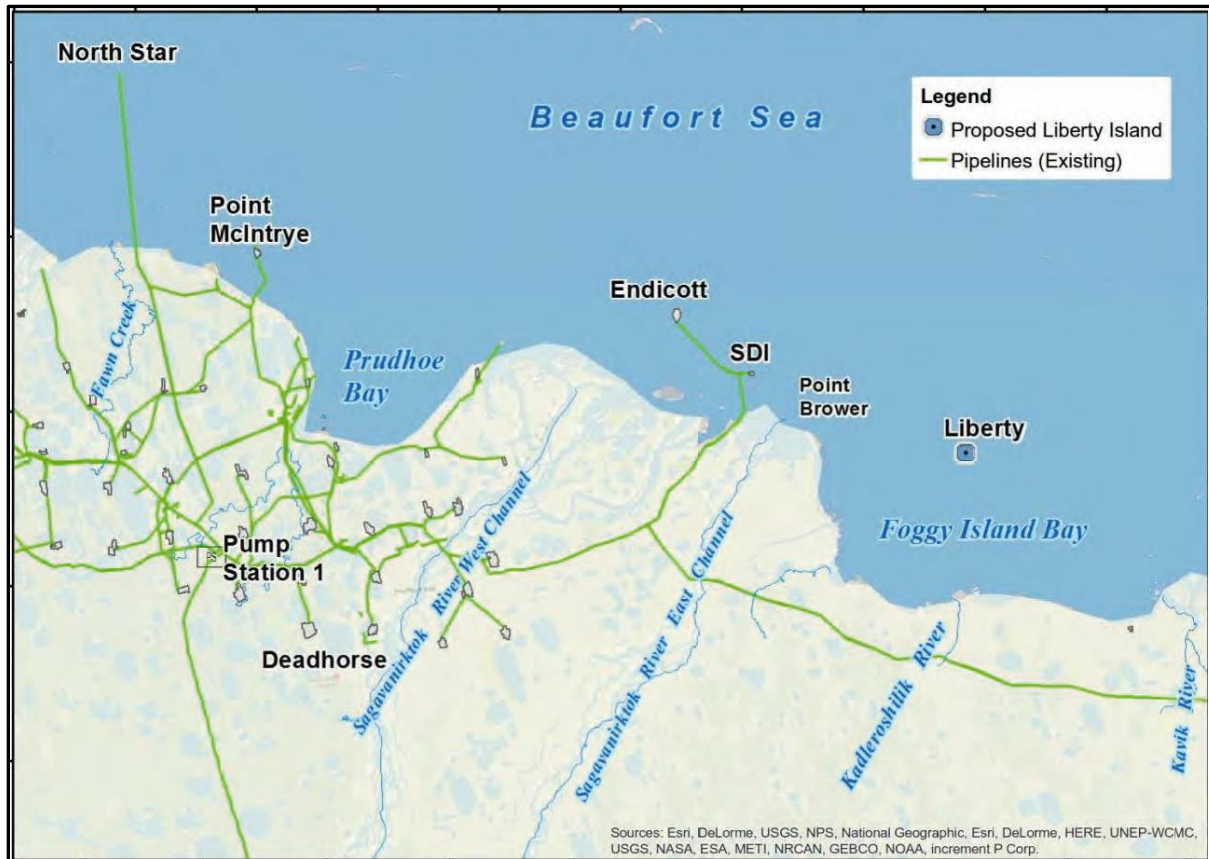 North Star
Beaufort Sea
Legend
Proposed Liberty Island
Pipelines (Existing)
Point
McIntrye
Fawn Creek
Endicott
Prudhoe
Bay
SDI
Point
Brower
Liberty
Foggy Island Bay
Pump
Station 1
Deadhorse
Sagavanirktok River West Channel
Sagavanirktok River East Channel
Kadleroshilik River
Kavik River
Sources: Esri, DeLorme, USGS, NPS, National Geographic, Esri, DeLorme, HERE, UNEP-WCMC,
USGS, NASA, ESA, METI, NRCAN, GEBCO, NOAA, increment P Corp.